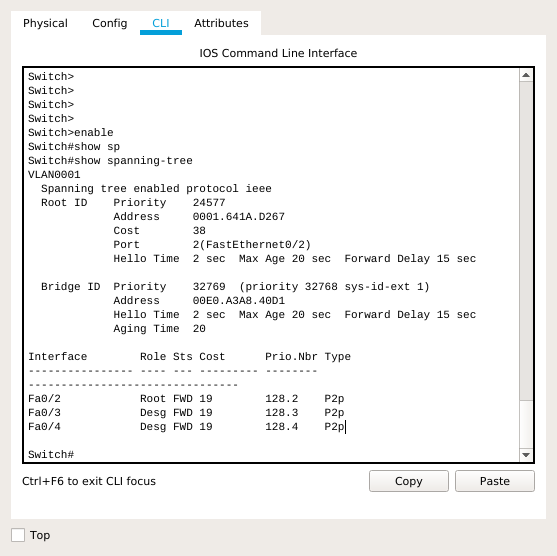 Physical Config CLI Attributes
IOS Command Line Interface
Switch>
Switch>
Switch>
Switch>
Switch>enable
Switch#show sp
Switch#show spanning-tree
VLAN0001
  Spanning tree enabled protocol ieee
  Root ID    Priority    24577
             Address     0001.641A.D267
             Cost        38
             Port        2(FastEthernet0/2)
             Hello Time  2 sec  Max Age 20 sec  Forward Delay 15 sec

  Bridge ID  Priority    32769  (priority 32768 sys-id-ext 1)
             Address     00E0.A3A8.40D1
             Hello Time  2 sec  Max Age 20 sec  Forward Delay 15 sec
             Aging Time  20

Interface        Role Sts Cost      Prio.Nbr Type
---------------- ---- --- --------- --------
--------------------------------
Fa0/2            Root FWD 19        128.2    P2p
Fa0/3            Desg FWD 19        128.3    P2p
Fa0/4            Desg FWD 19        128.4    P2p

Switch#
Ctrl+F6 to exit CLI focus Copy Paste
Top